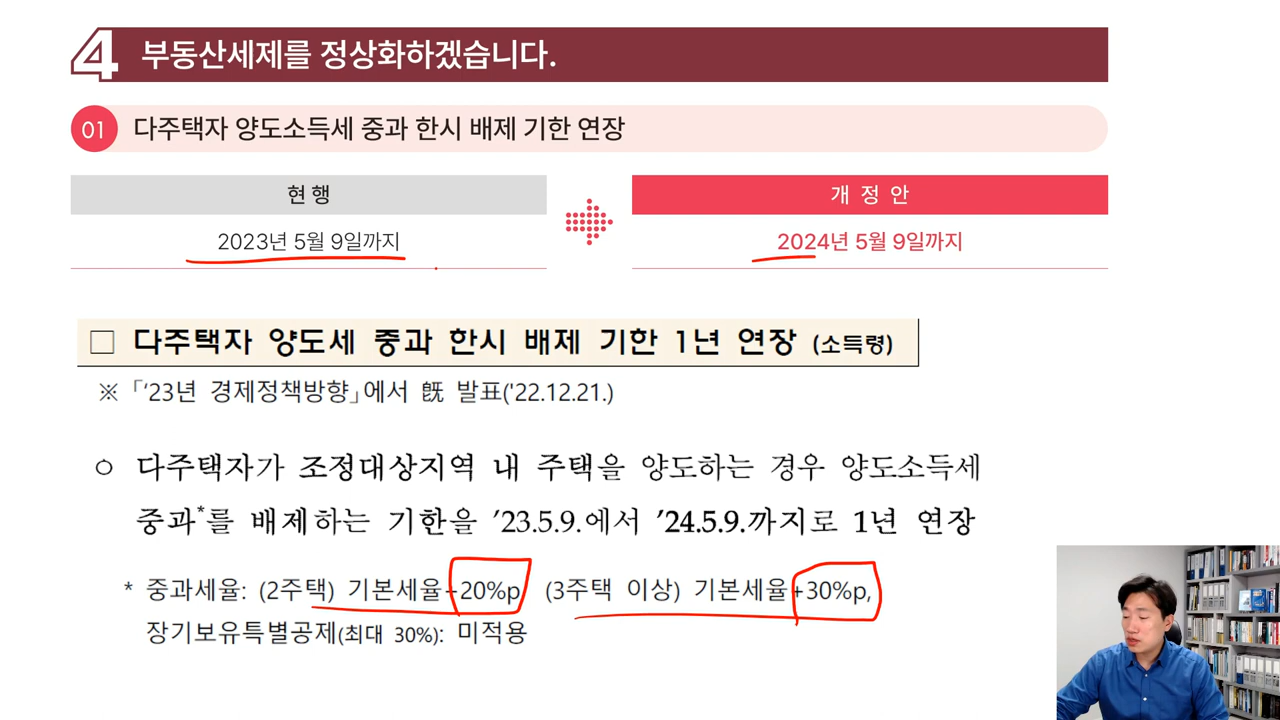 4 부동산세제를 정상화하겠습니다.
01 다주택자 양도소득세 중과 한시 배제 기한 연장
현행
개정안
2023년 5월 9일까지
2024년 5월 9일까지
□ 다주택자 양도세 중과 한시 배제 기한 1년 연장 (소득령)
※ 「'23년 경제정책방향」에서 旣 발표('22.12.21.)
○ 다주택자가 조정대상지역 내 주택을 양도하는 경우 양도소득세
중과*를 배제하는 기한을 ’23.5.9.에서 ’24.5.9.까지로 1년 연장
* 중과세율: (2주택) 기본세율+20%p (3주택 이상) 기본세율+30%p,
장기보유특별공제(최대 30%): 미적용